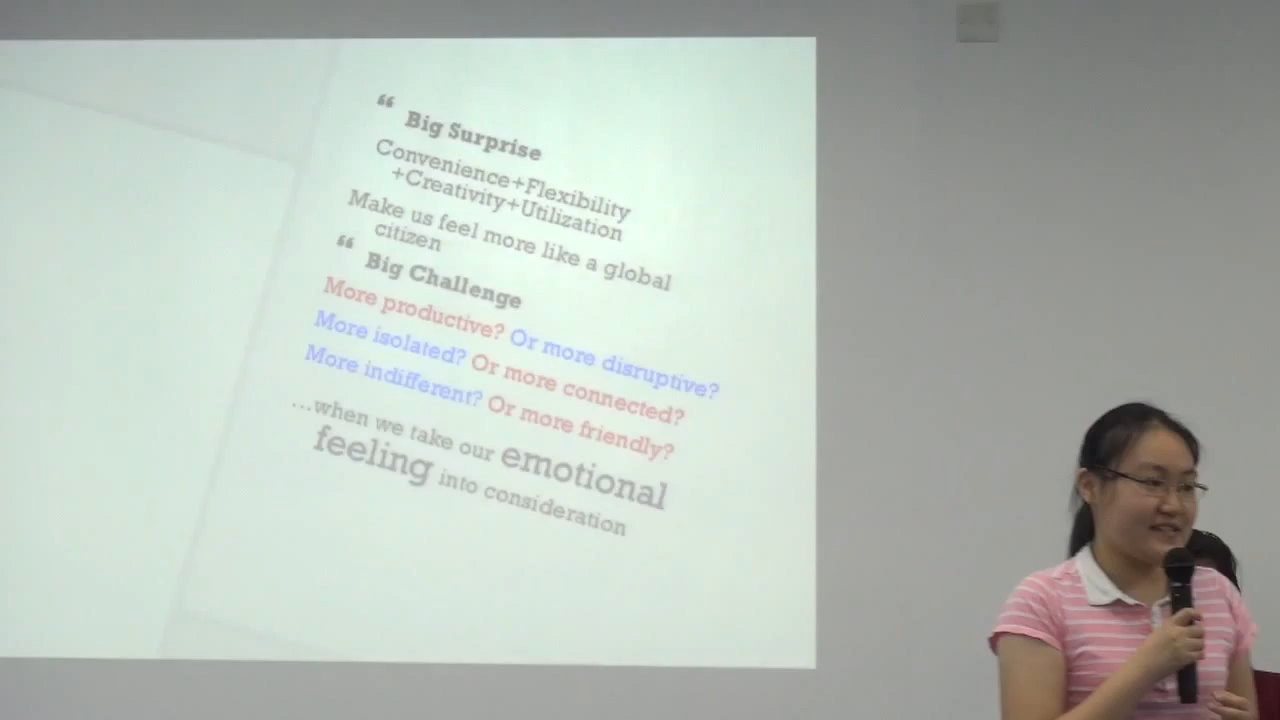 “ Big Surprise
Convenience+Flexibility
+Creativity+Utilization
Make us feel more like a global
citizen
“ Big Challenge
More productive? Or more disruptive?
More isolated? Or more connected?
More indifferent? Or more friendly?
...when we take our emotional
feeling into consideration